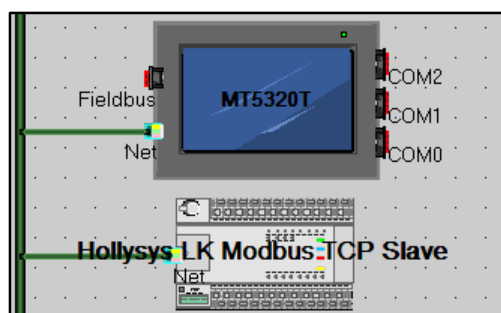 COM2
MT5320T
Fieldbus
COM1
Net
COM0
Hollysys LK Modbus TCP Slave
Net